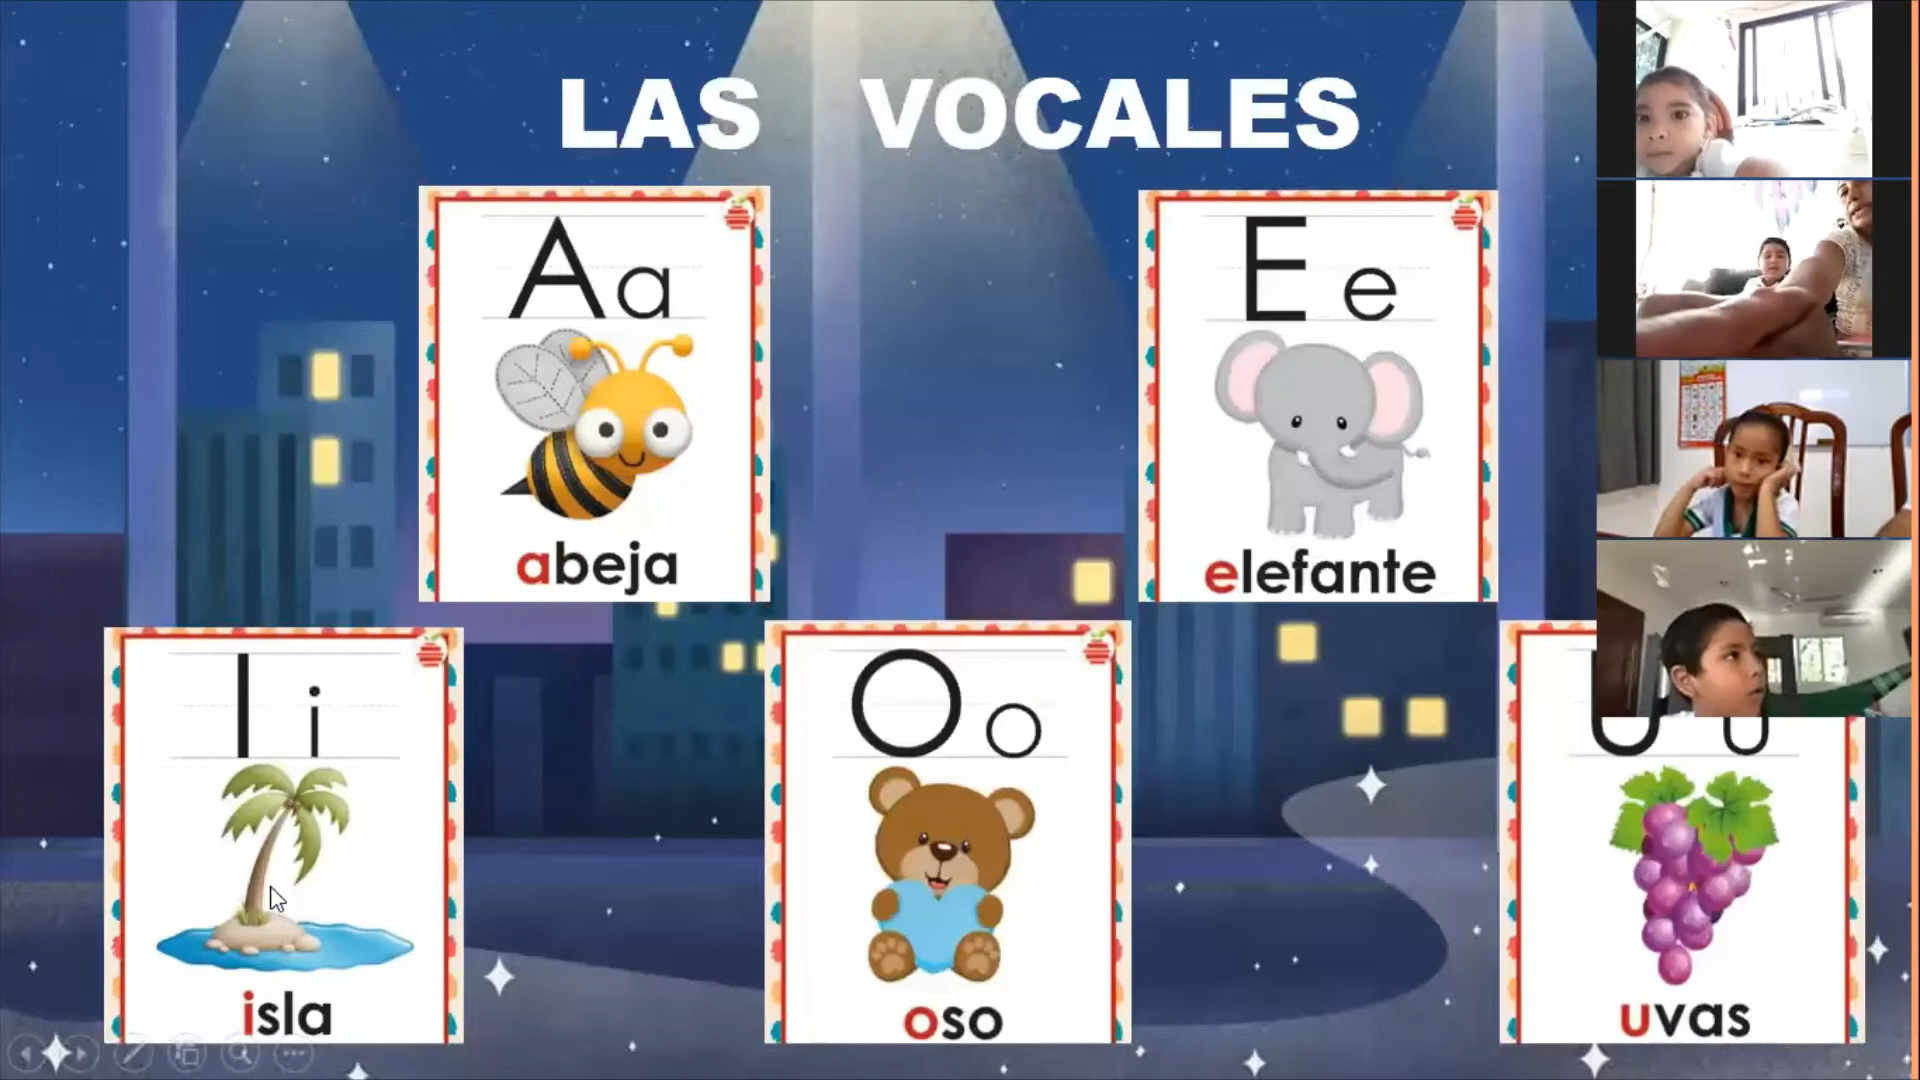 LAS VOCALES
A a
abeja
E e
elefante
I i
isla
O o
oso
U u
uvas